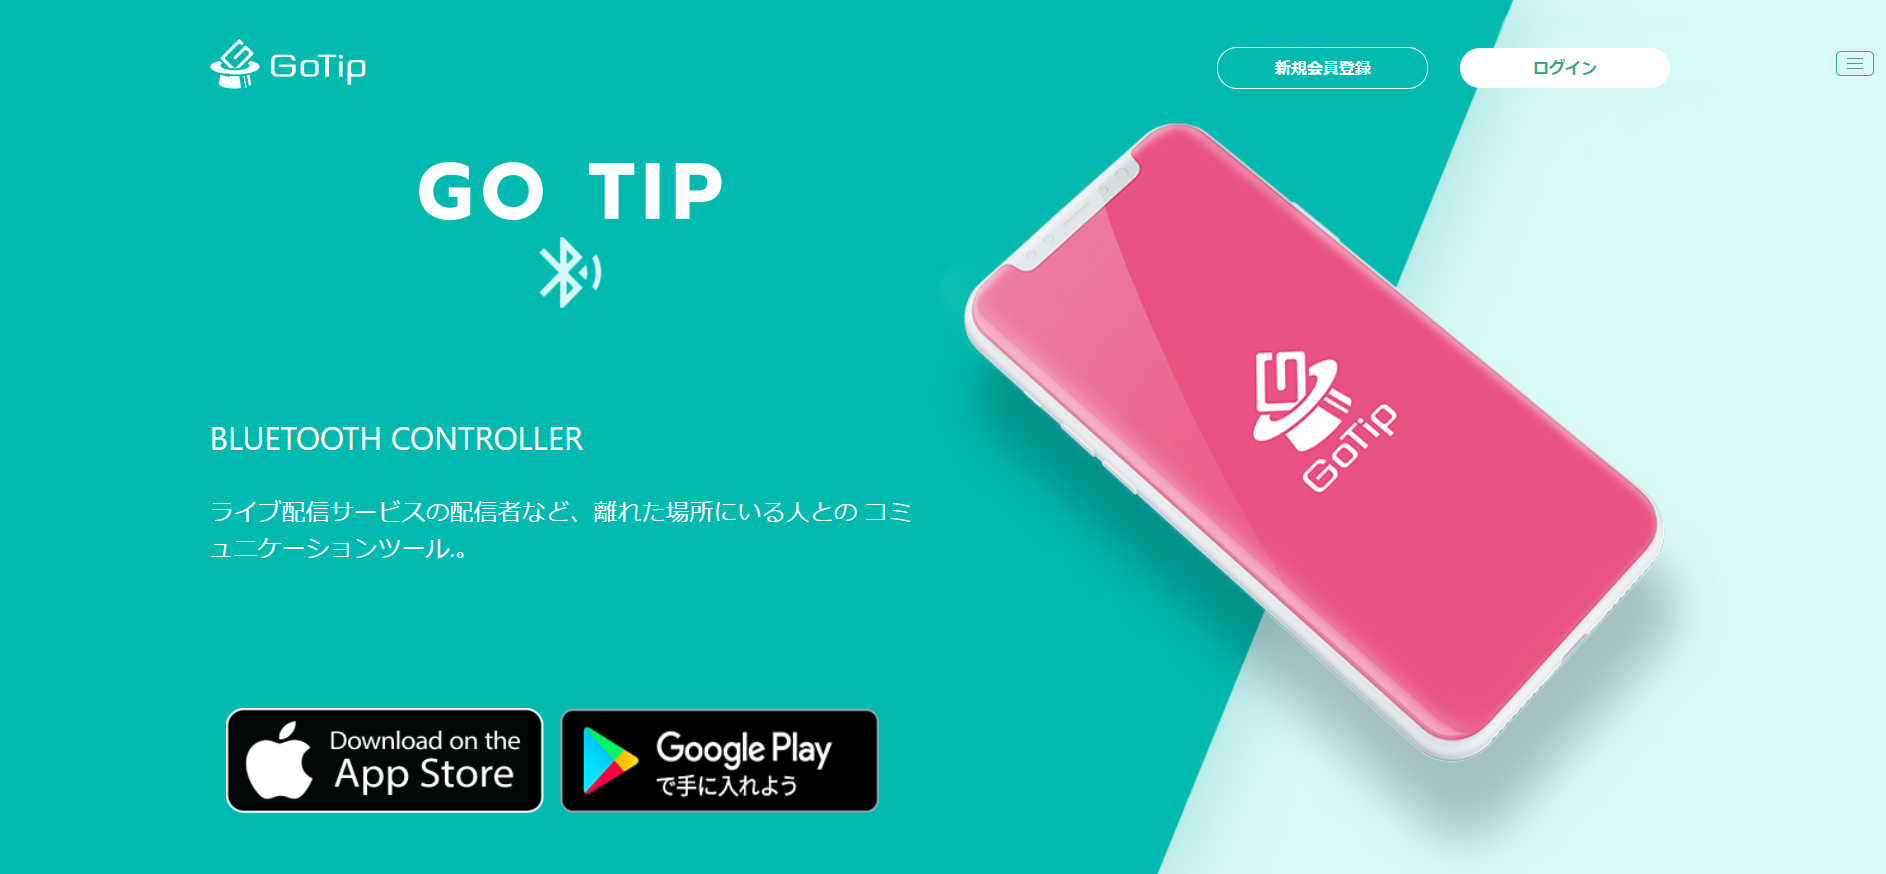 GoTip
新規会員登録
ログイン
GO TIP
BLUETOOTH CONTROLLER
ライブ配信サービスの配信者など、離れた場所にいる人との コミ
ュニケーションツール.。
GoTip
Download on the
App Store
Google Play
で手に入れよう